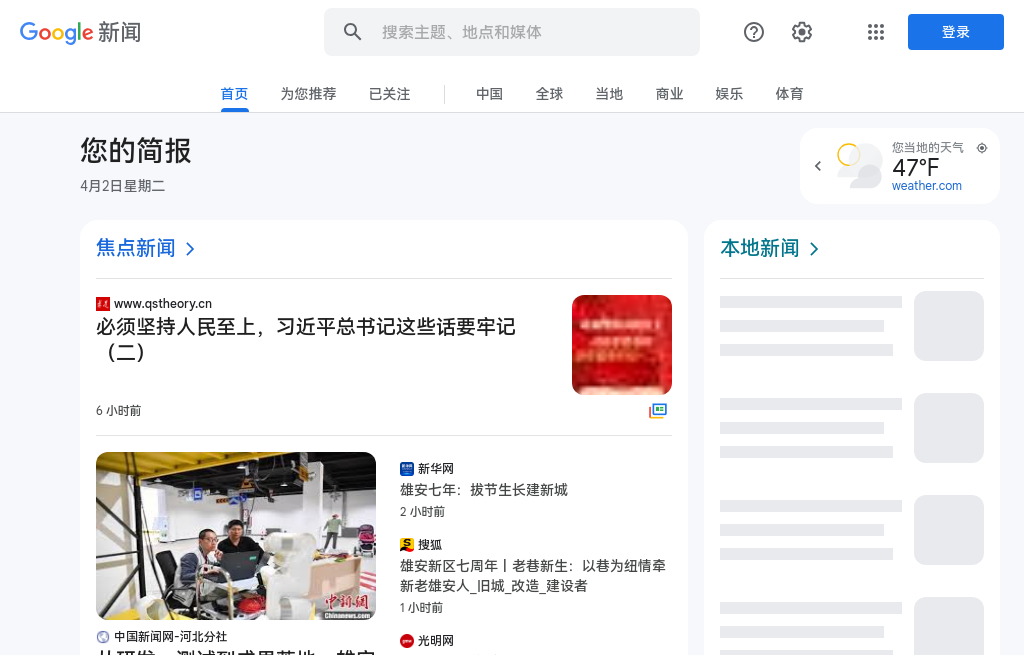 Google 新闻
搜索主题、地点和媒体
登录
首页
为您推荐
已关注
中国
全球
当地
商业
娱乐
体育
您的简报
4月2日星期二
您当地的天气
47°F
weather.com
焦点新闻
www.qstheory.cn
必须坚持人民至上，习近平总书记这些话要牢记
（二）
6 小时前
中新网
Chinanews.com
中国新闻网-河北分社
新华网
雄安七年：拔节生长建新城
2 小时前
搜狐
雄安新区七周年丨老巷新生：以巷为纽情牵
新老雄安人_旧城_改造_建设者
1 小时前
光明网
本地新闻